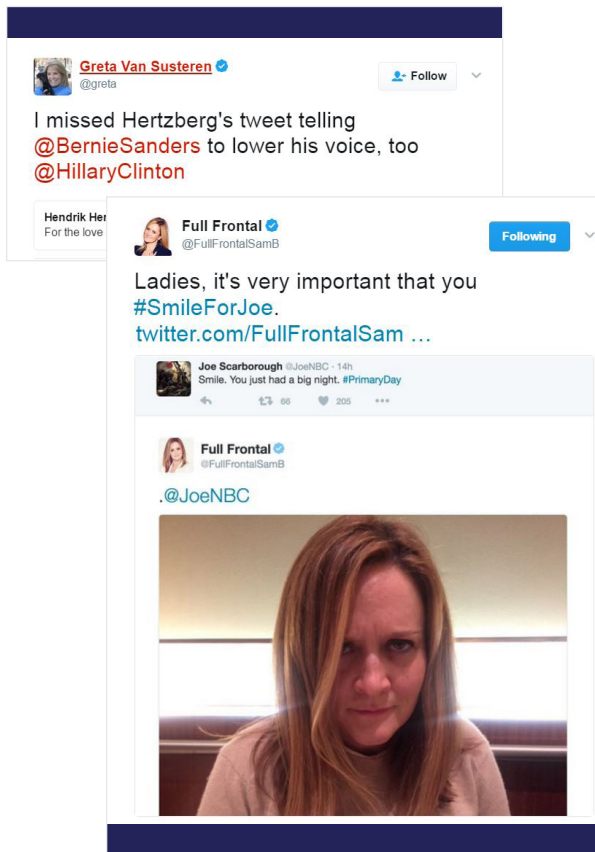 Greta Van Susteren
@greta
Follow
I missed Hertzberg's tweet telling
@BernieSanders to lower his voice, too
@HillaryClinton
Hendrik Her
For the love
Full Frontal
@FullFrontalSamB
Following
Ladies, it's very important that you
#SmileForJoe.
twitter.com/FullFrontalSam ...
Joe Scarborough @JoeNBC · 14h
Smile. You just had a big night. #PrimaryDay
66 205
Full Frontal
@FullFrontalSamB
.@JoeNBC